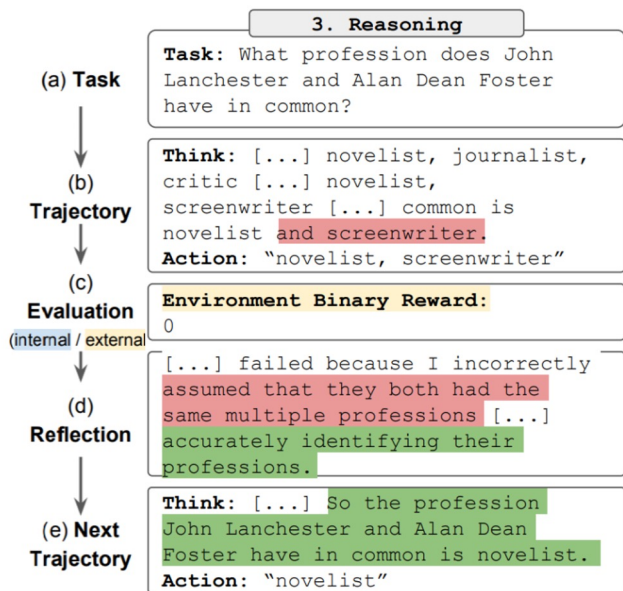 3. Reasoning
(a) Task
Task: What profession does John
Lanchester and Alan Dean Foster
have in common?
(b)
Trajectory
Think: [...] novelist, journalist,
critic [...] novelist,
screenwriter [...] common is
novelist and screenwriter.
Action: “novelist, screenwriter”
(c)
Evaluation
(internal / external
Environment Binary Reward:
0
(d)
Reflection
[...] failed because I incorrectly
assumed that they both had the
same multiple professions [...]
accurately identifying their
professions.
(e) Next
Trajectory
Think: [...] So the profession
John Lanchester and Alan Dean
Foster have in common is novelist.
Action: “novelist”